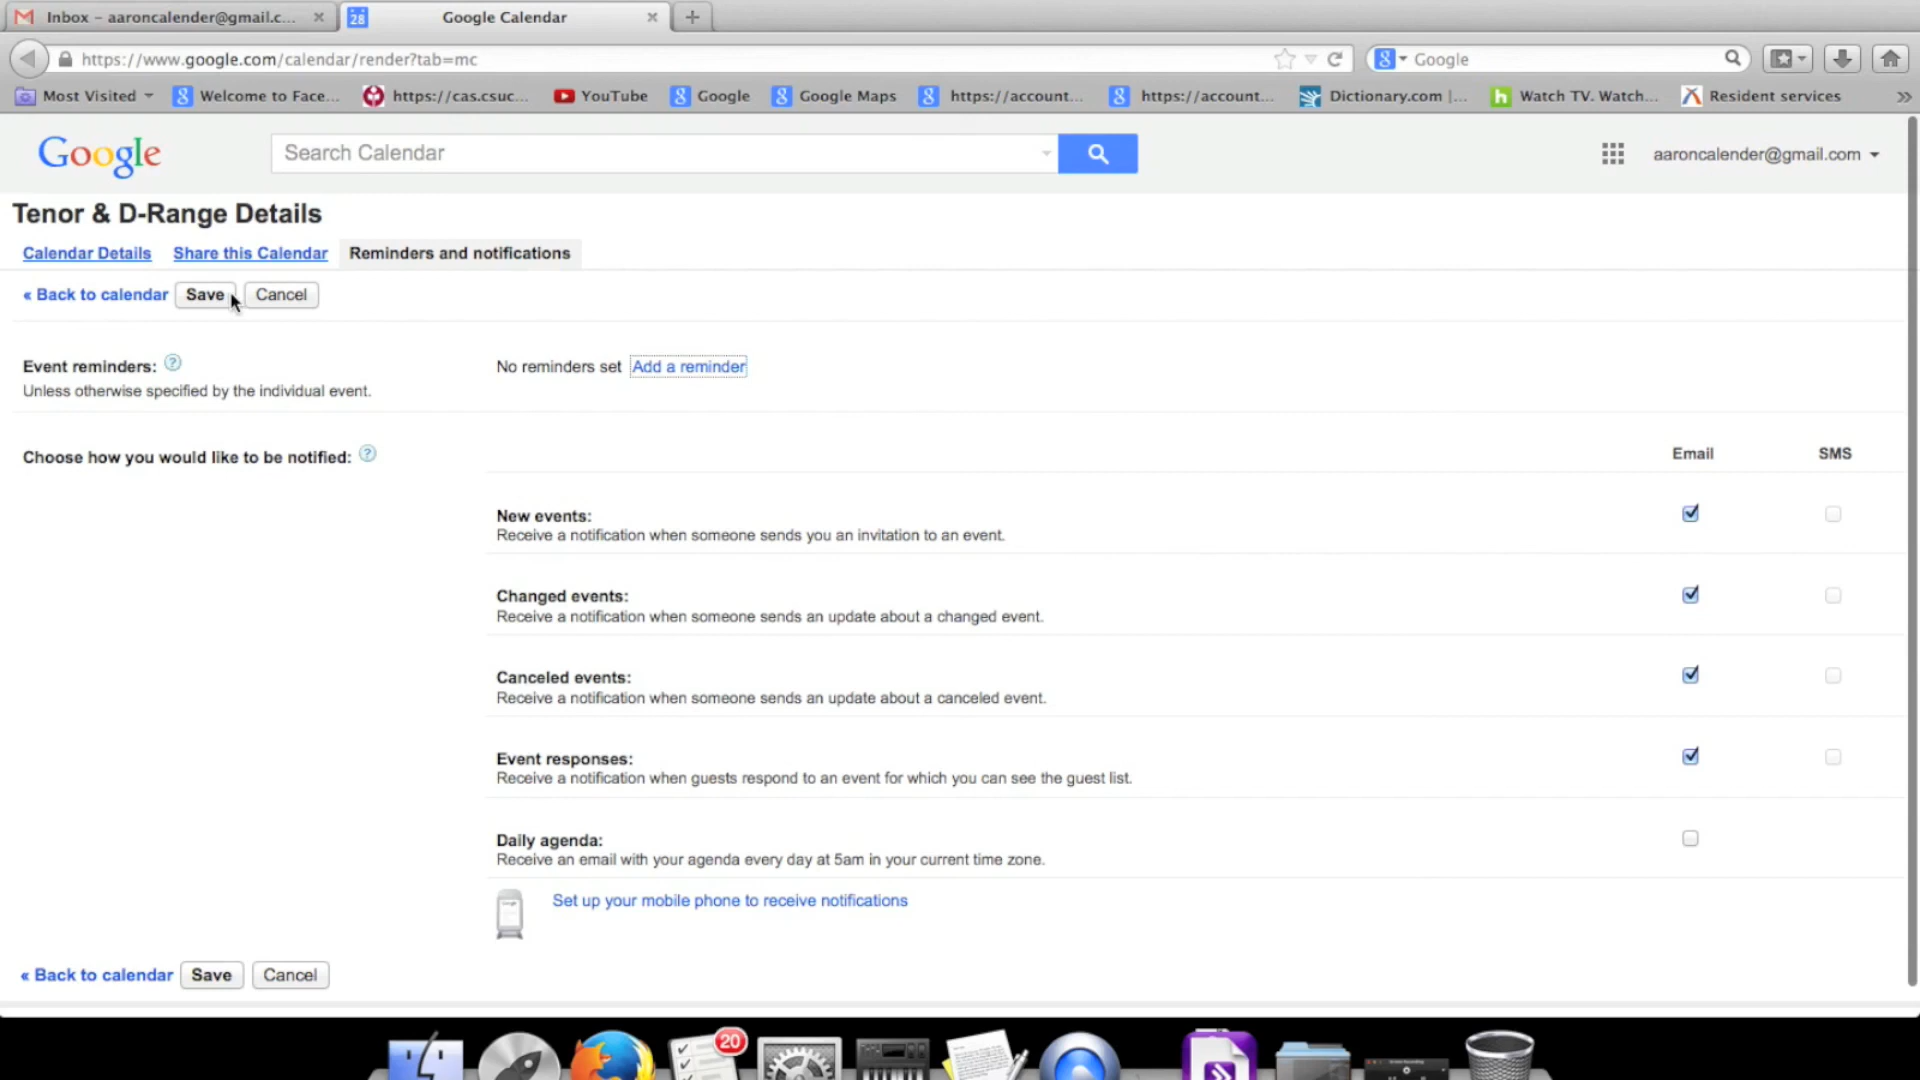 Inbox – aaroncalender@gmail.c...
28
Google Calendar
https://www.google.com/calendar/render?tab=mc
8
Google
Most Visited
8 Welcome to Face...
https://cas.csuc...
YouTube
8 Google
8 Google Maps
8 https://account...
8 https://account...
Dictionary.com |...
h Watch TV. Watch...
Resident services
»
Google
Search Calendar
aaroncalender@gmail.com
Tenor & D-Range Details
Calendar Details Share this Calendar Reminders and notifications
« Back to calendar Save Cancel
Event reminders: ?
No reminders set Add a reminder
Unless otherwise specified by the individual event.
Choose how you would like to be notified: ?
Email SMS
New events:
Receive a notification when someone sends you an invitation to an event.
Changed events:
Receive a notification when someone sends an update about a changed event.
Canceled events:
Receive a notification when someone sends an update about a canceled event.
Event responses:
Receive a notification when guests respond to an event for which you can see the guest list.
Daily agenda:
Receive an email with your agenda every day at 5am in your current time zone.
Set up your mobile phone to receive notifications
« Back to calendar Save Cancel
20